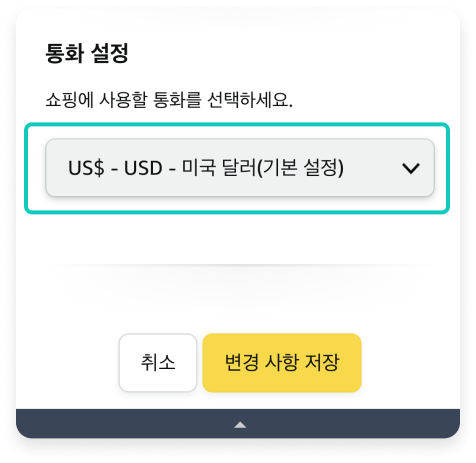 통화 설정
쇼핑에 사용할 통화를 선택하세요.
US$ - USD - 미국 달러(기본 설정)
취소
변경 사항 저장